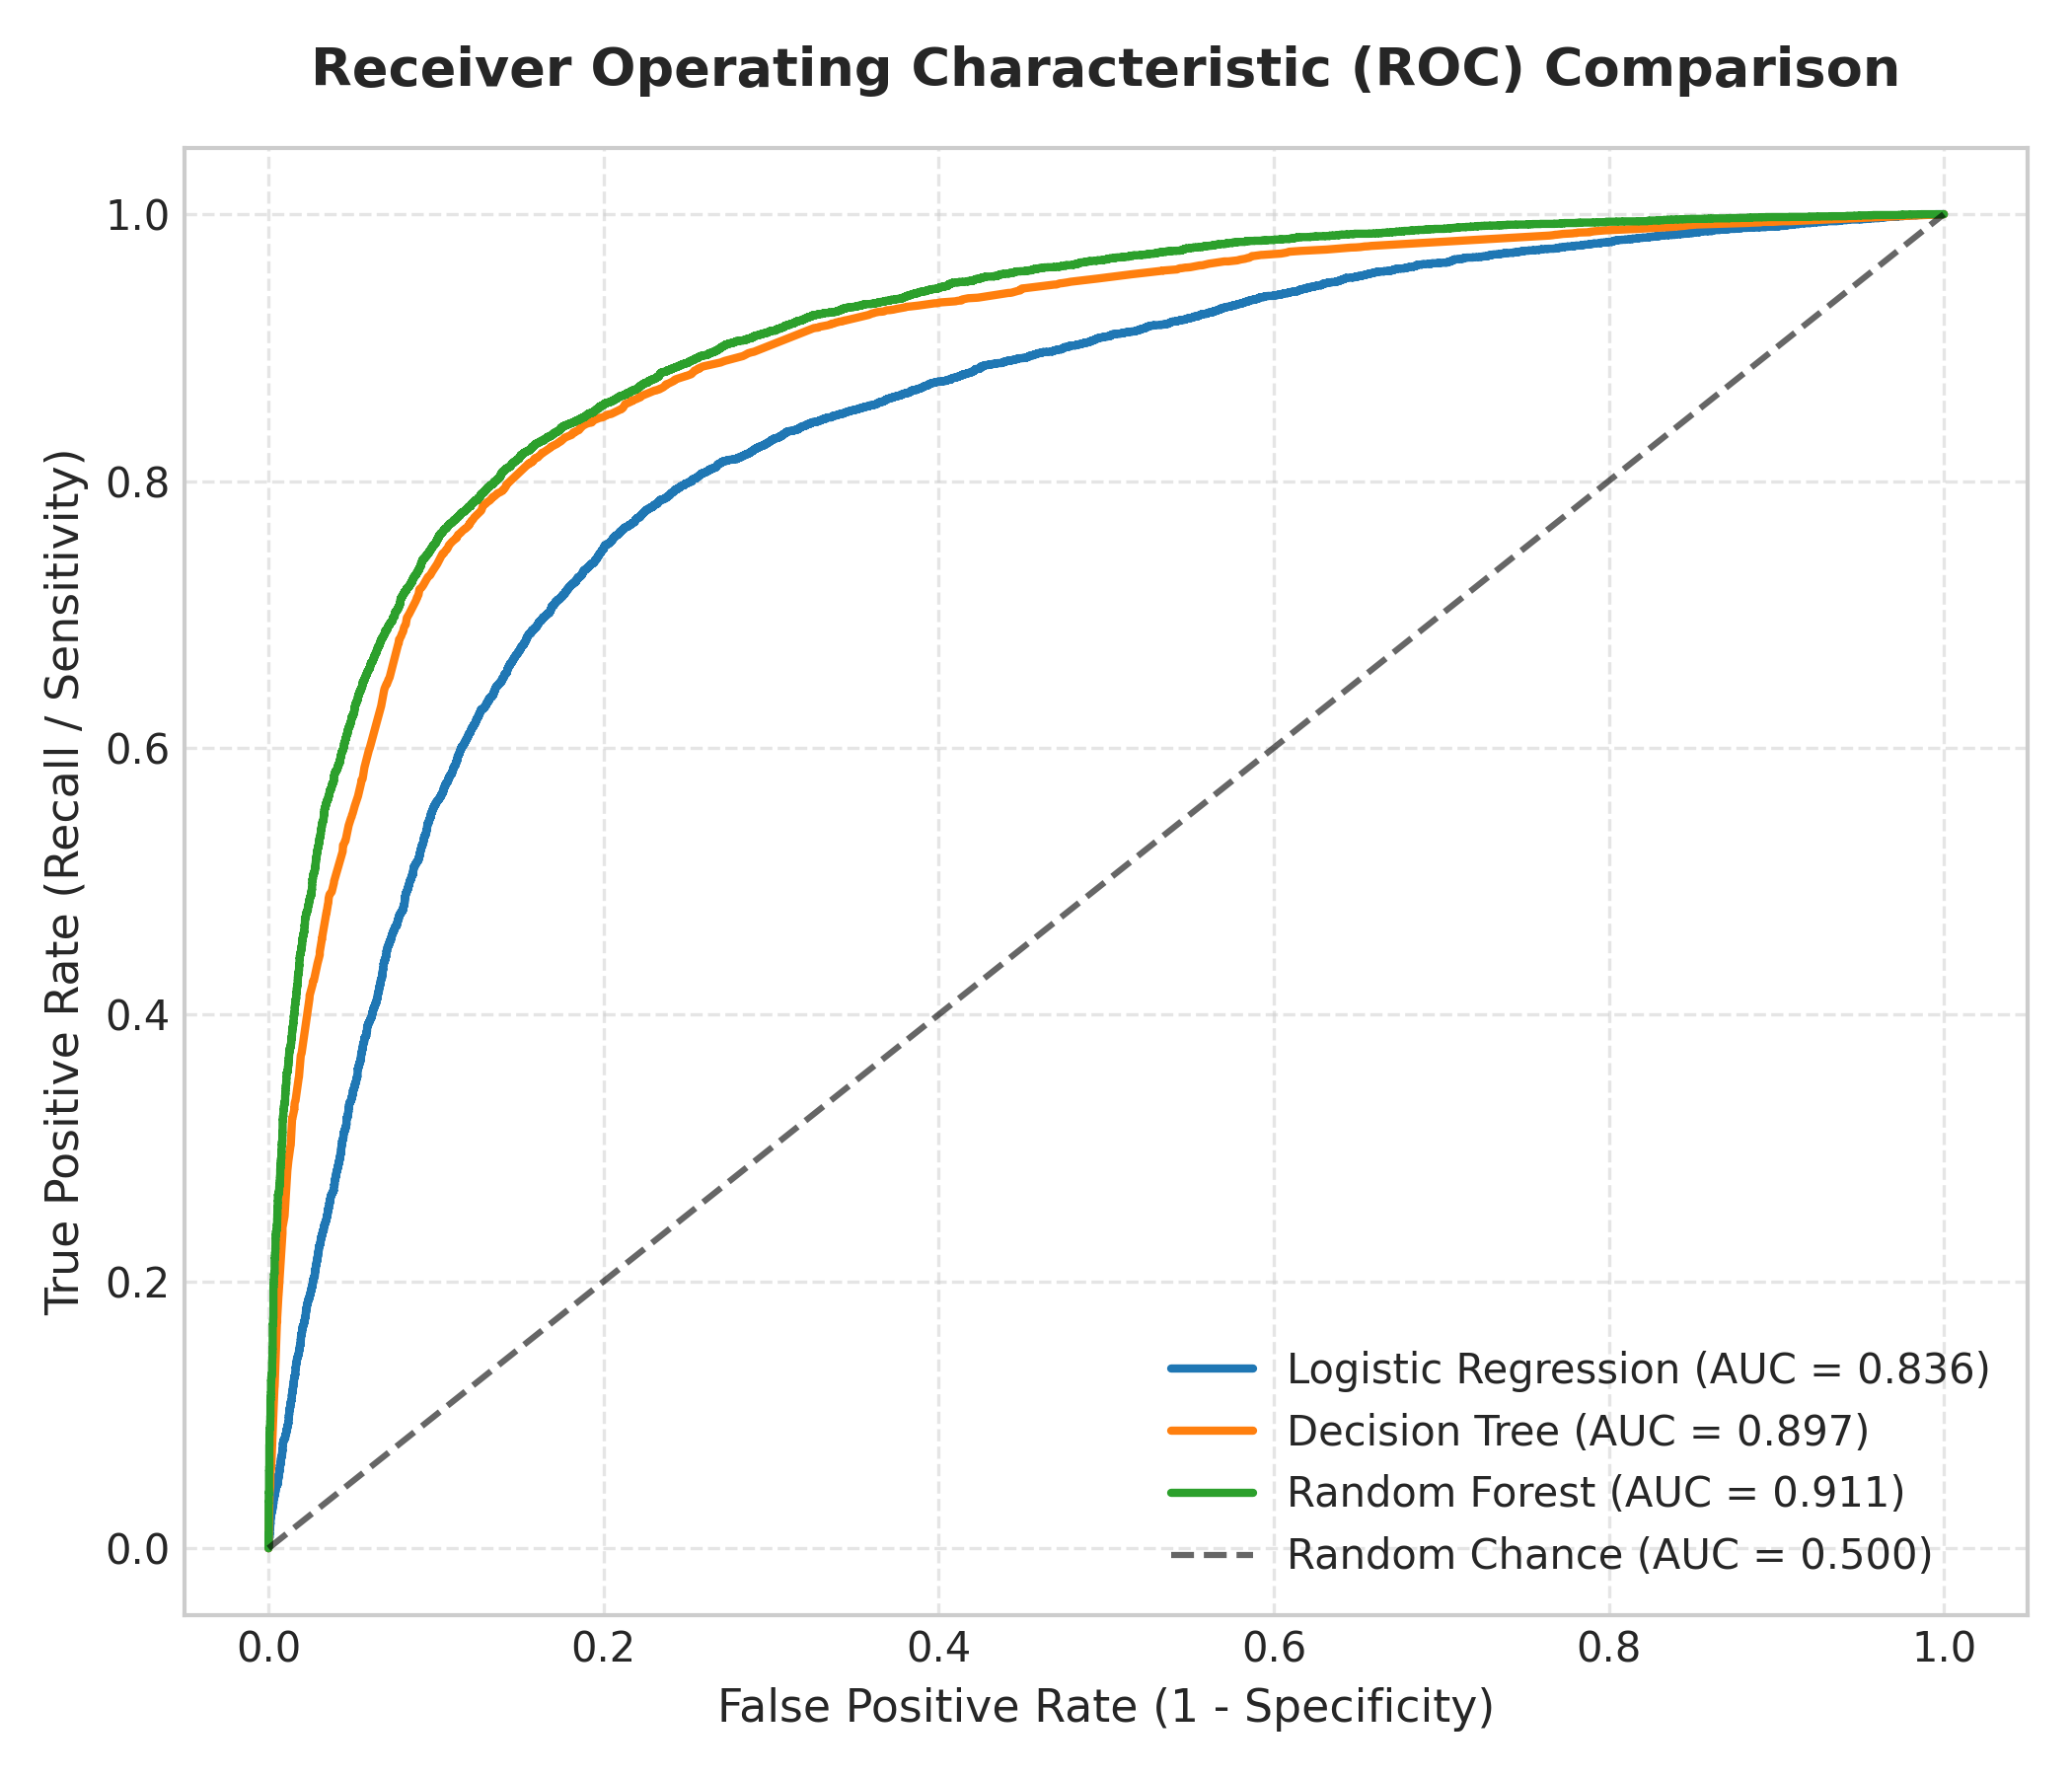 Receiver Operating Characteristic (ROC) Comparison
True Positive Rate (Recall / Sensitivity)
1.0
0.8
0.6
0.4
0.2
0.0
Logistic Regression (AUC = 0.836)
Decision Tree (AUC = 0.897)
Random Forest (AUC = 0.911)
Random Chance (AUC = 0.500)
0.0 0.2 0.4 0.6 0.8 1.0
False Positive Rate (1 - Specificity)